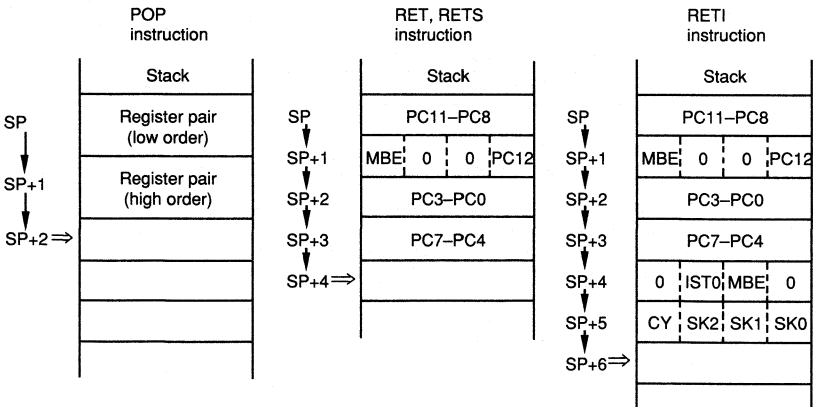 POP
instruction
Stack
SP
Register pair
(low order)
SP+1
Register pair
(high order)
SP+2⇒
RET, RETS
instruction
Stack
SP
PC11–PC8
SP+1
MBE 0 0 PC12
SP+2
PC3–PC0
SP+3
PC7–PC4
SP+4⇒
RETI
instruction
Stack
SP
PC11–PC8
SP+1
MBE 0 0 PC12
SP+2
PC3–PC0
SP+3
PC7–PC4
SP+4
0 IST0 MBE 0
SP+5
CY SK2 SK1 SK0
SP+6⇒